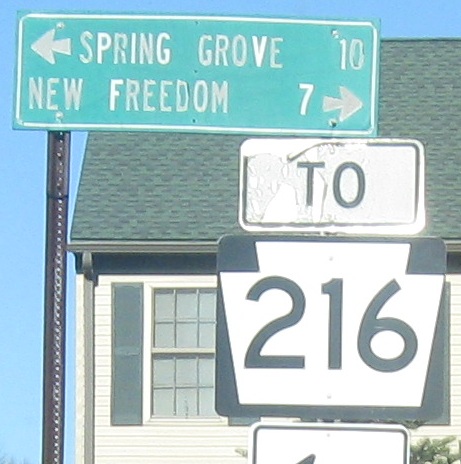 SPRING GROVE 10
NEW FREEDOM 7
TO
216